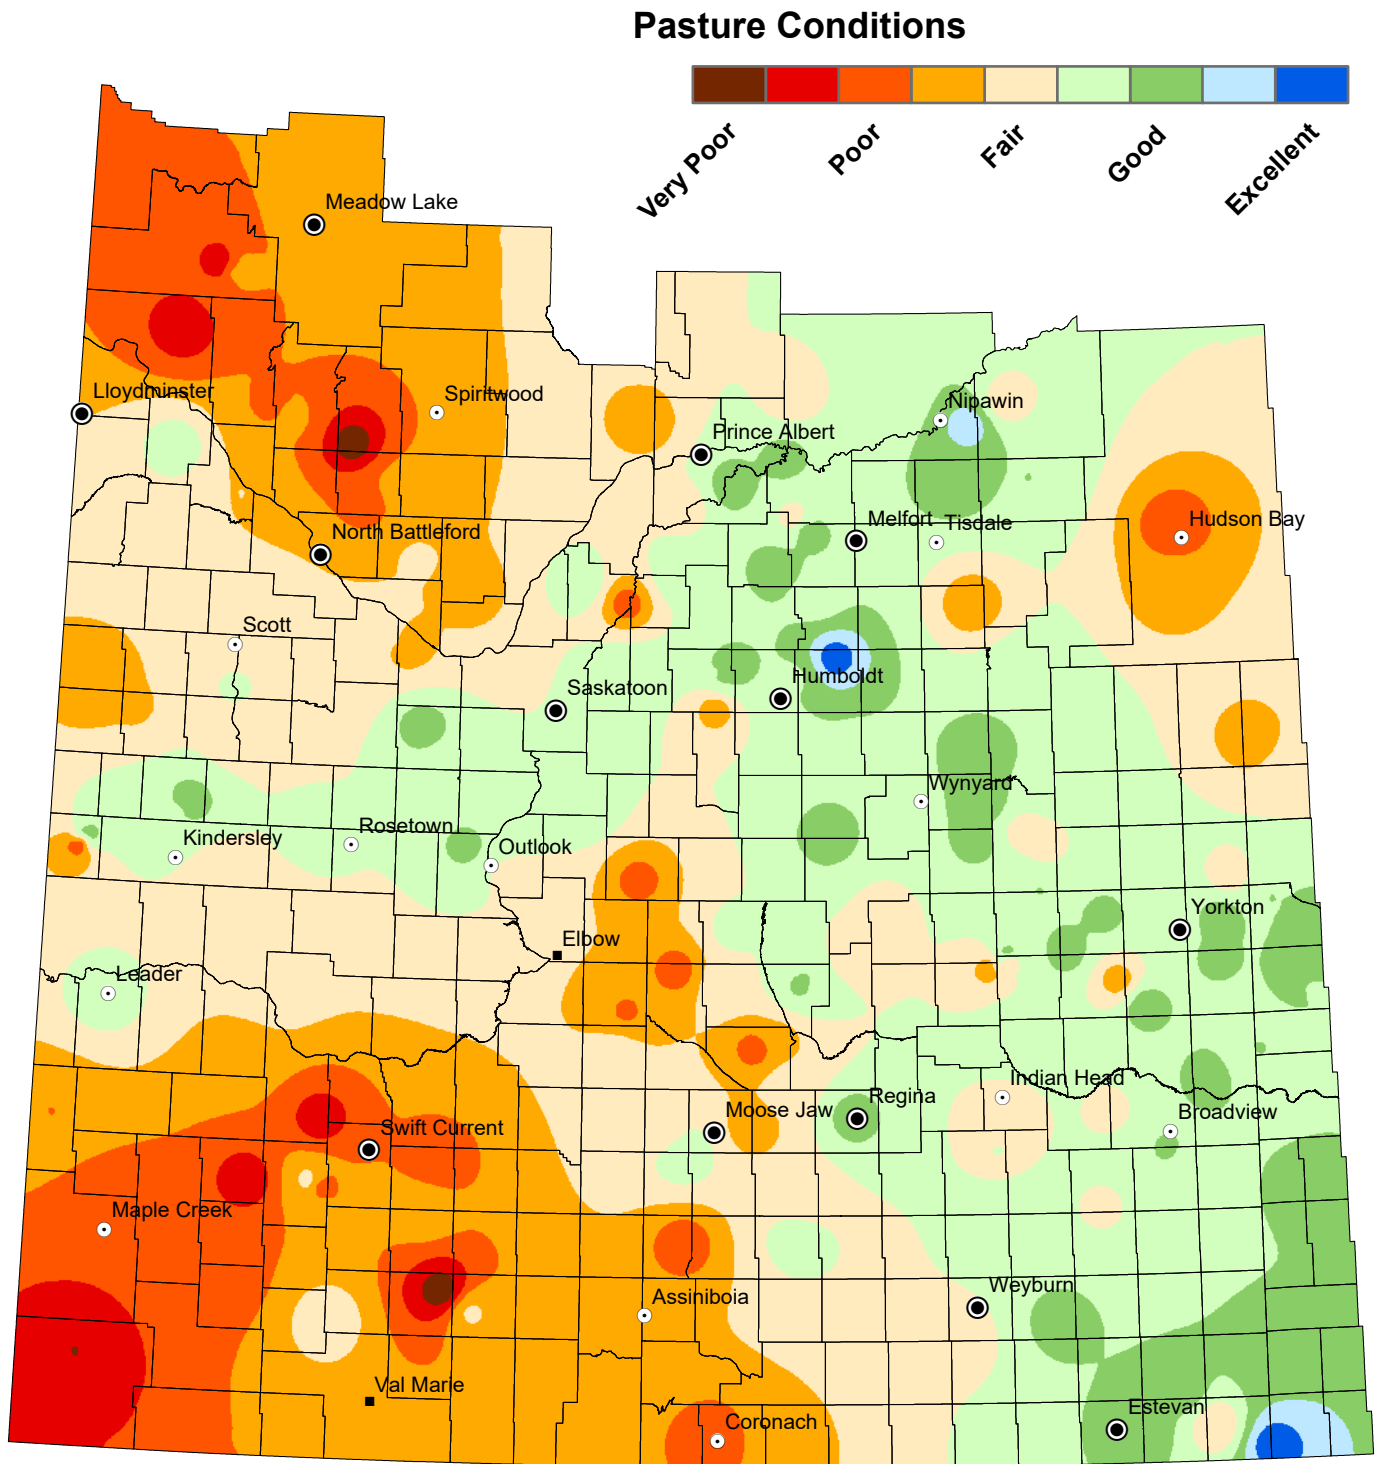 Pasture Conditions
Very Poor
Poor
Fair
Good
Excellent
Meadow Lake
Lloydminster
Spiritwood
Nipawin
Prince Albert
North Battleford
Melfort
Tisdale
Hudson Bay
Scott
Saskatoon
Humboldt
Wynyard
Kindersley
Rosetown
Outlook
Yorkton
Elbow
Leader
Indian Head
Regina
Moose Jaw
Broadview
Swift Current
Maple Creek
Weyburn
Assiniboia
Val Marie
Estevan
Coronach